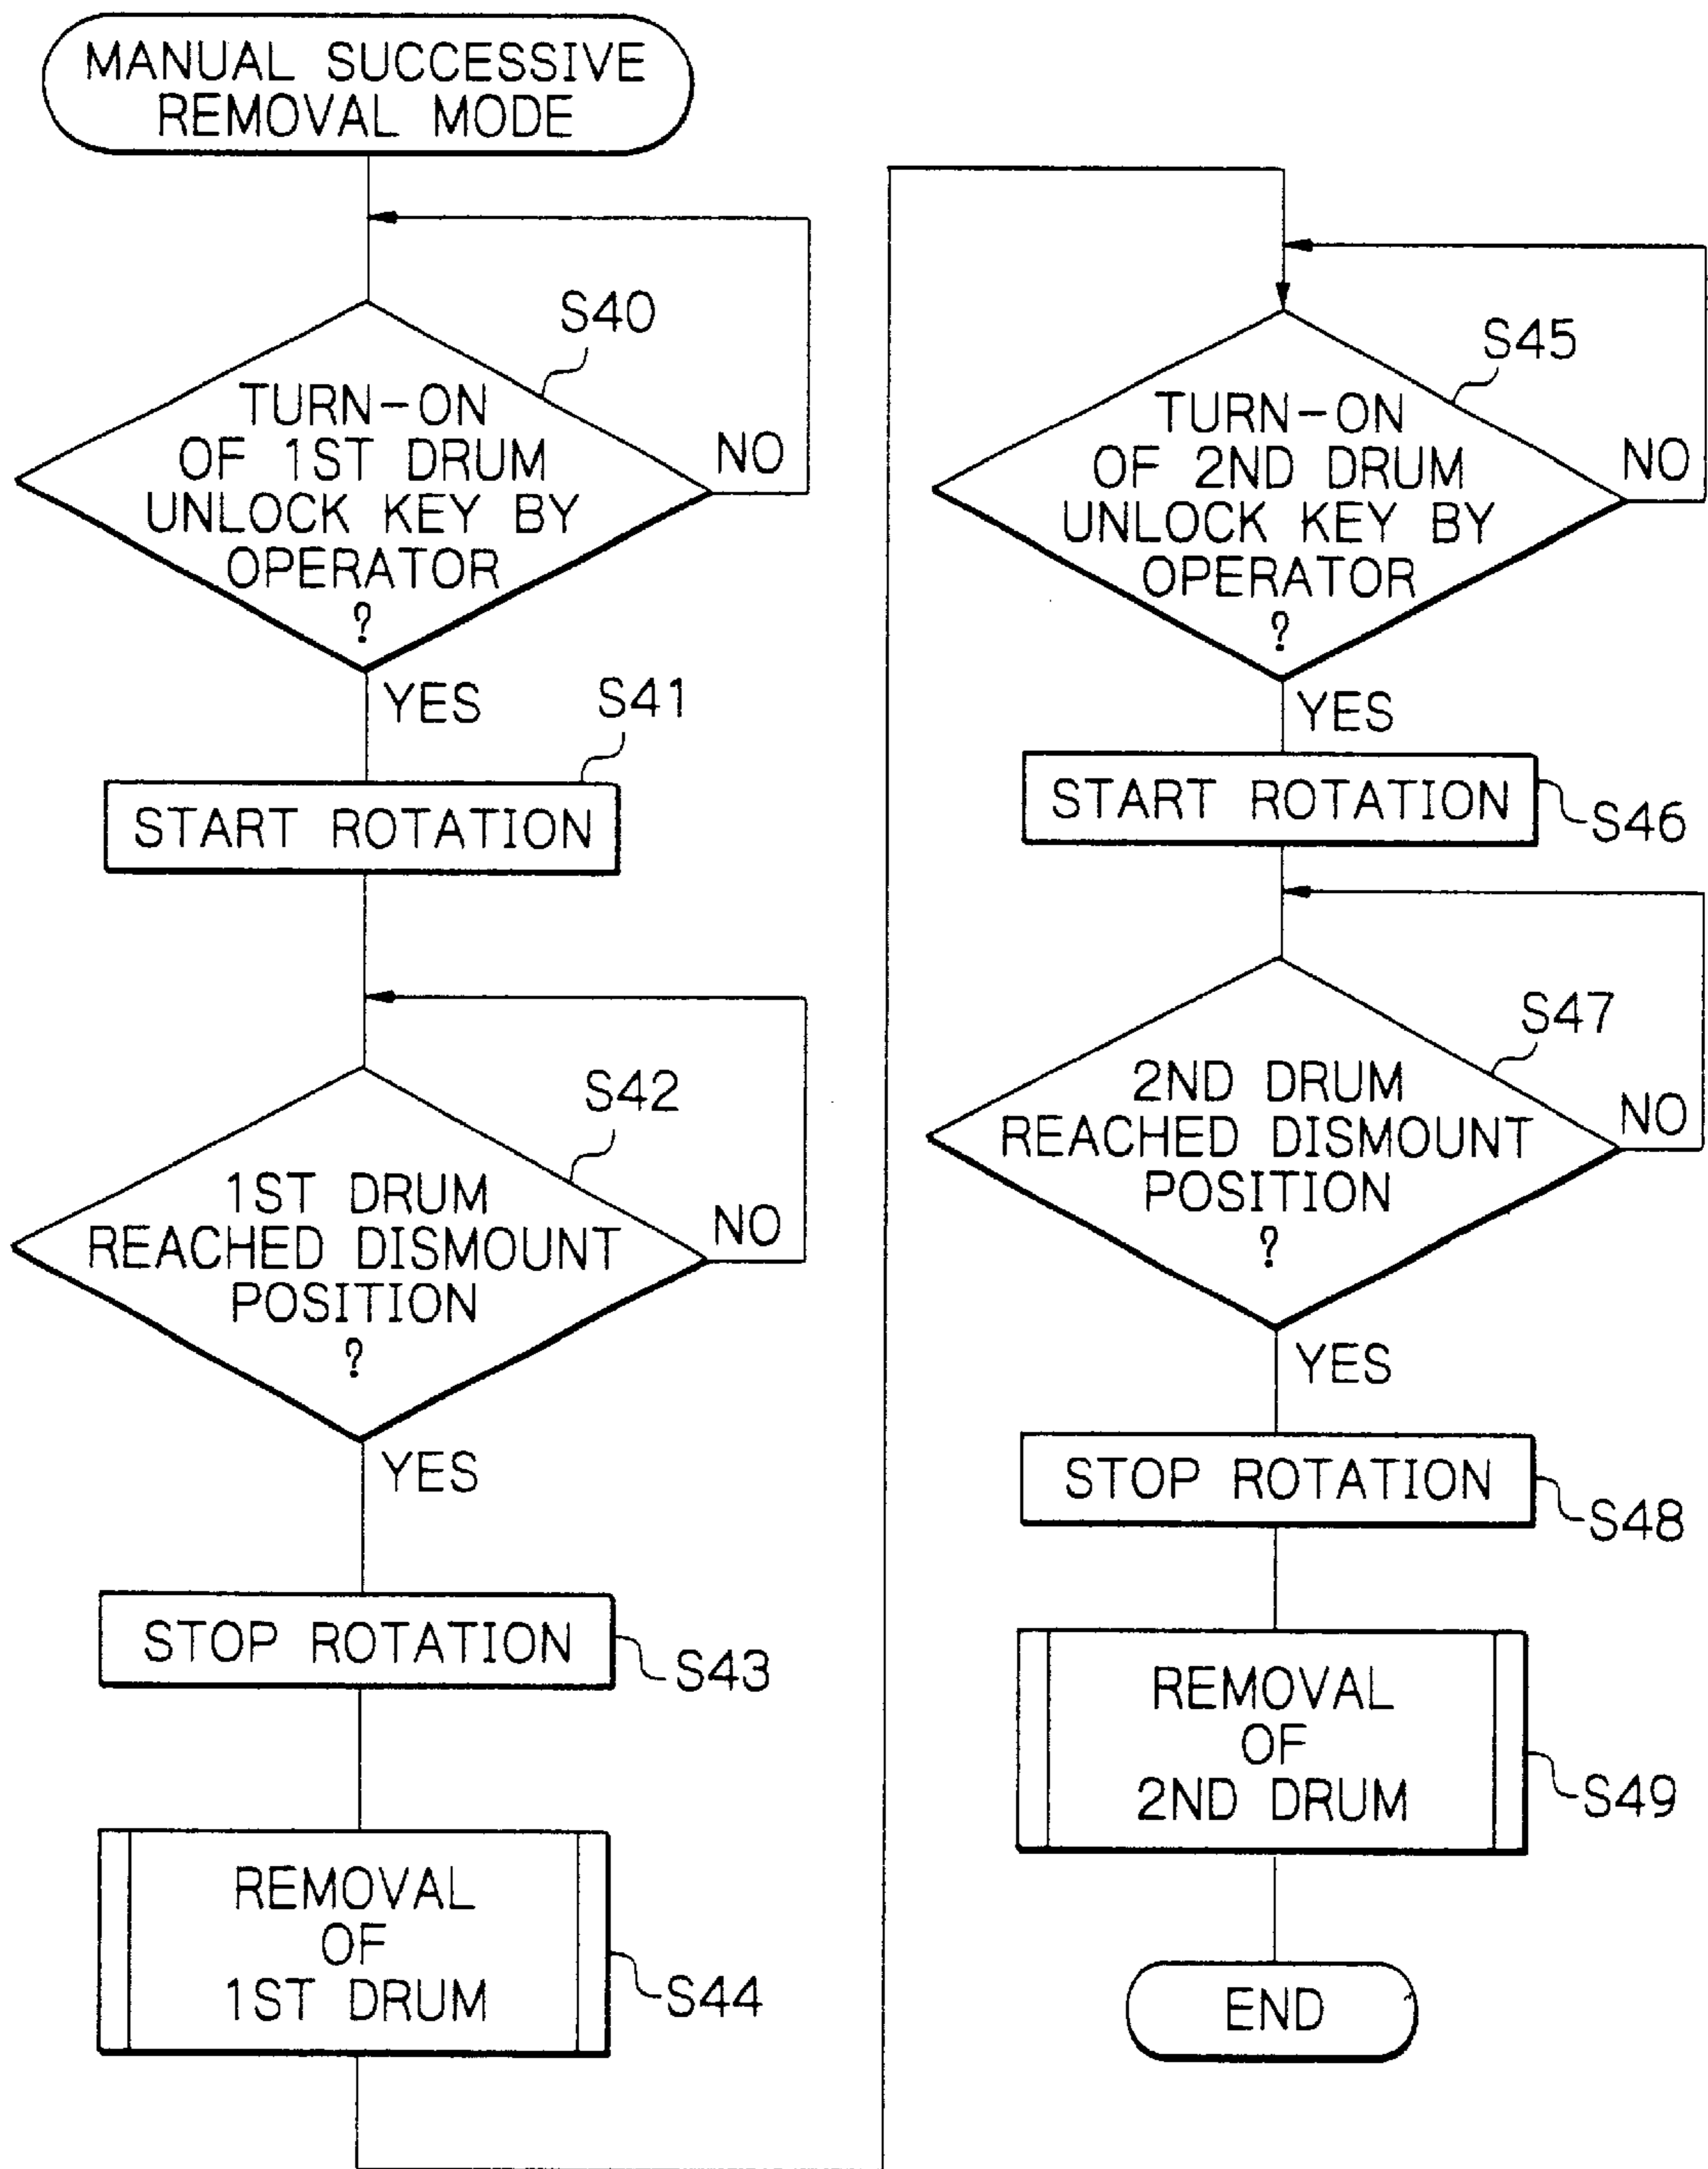 MANUAL SUCCESSIVE
REMOVAL MODE
S40
TURN-ON
OF 1ST DRUM
UNLOCK KEY BY
OPERATOR
?
NO
YES
S41
START ROTATION
S42
1ST DRUM
REACHED DISMOUNT
POSITION
?
NO
YES
STOP ROTATION
S43
REMOVAL
OF
1ST DRUM
S44
S45
TURN-ON
OF 2ND DRUM
UNLOCK KEY BY
OPERATOR
?
NO
YES
START ROTATION
S46
S47
2ND DRUM
REACHED DISMOUNT
POSITION
?
NO
YES
STOP ROTATION
S48
REMOVAL
OF
2ND DRUM
S49
END